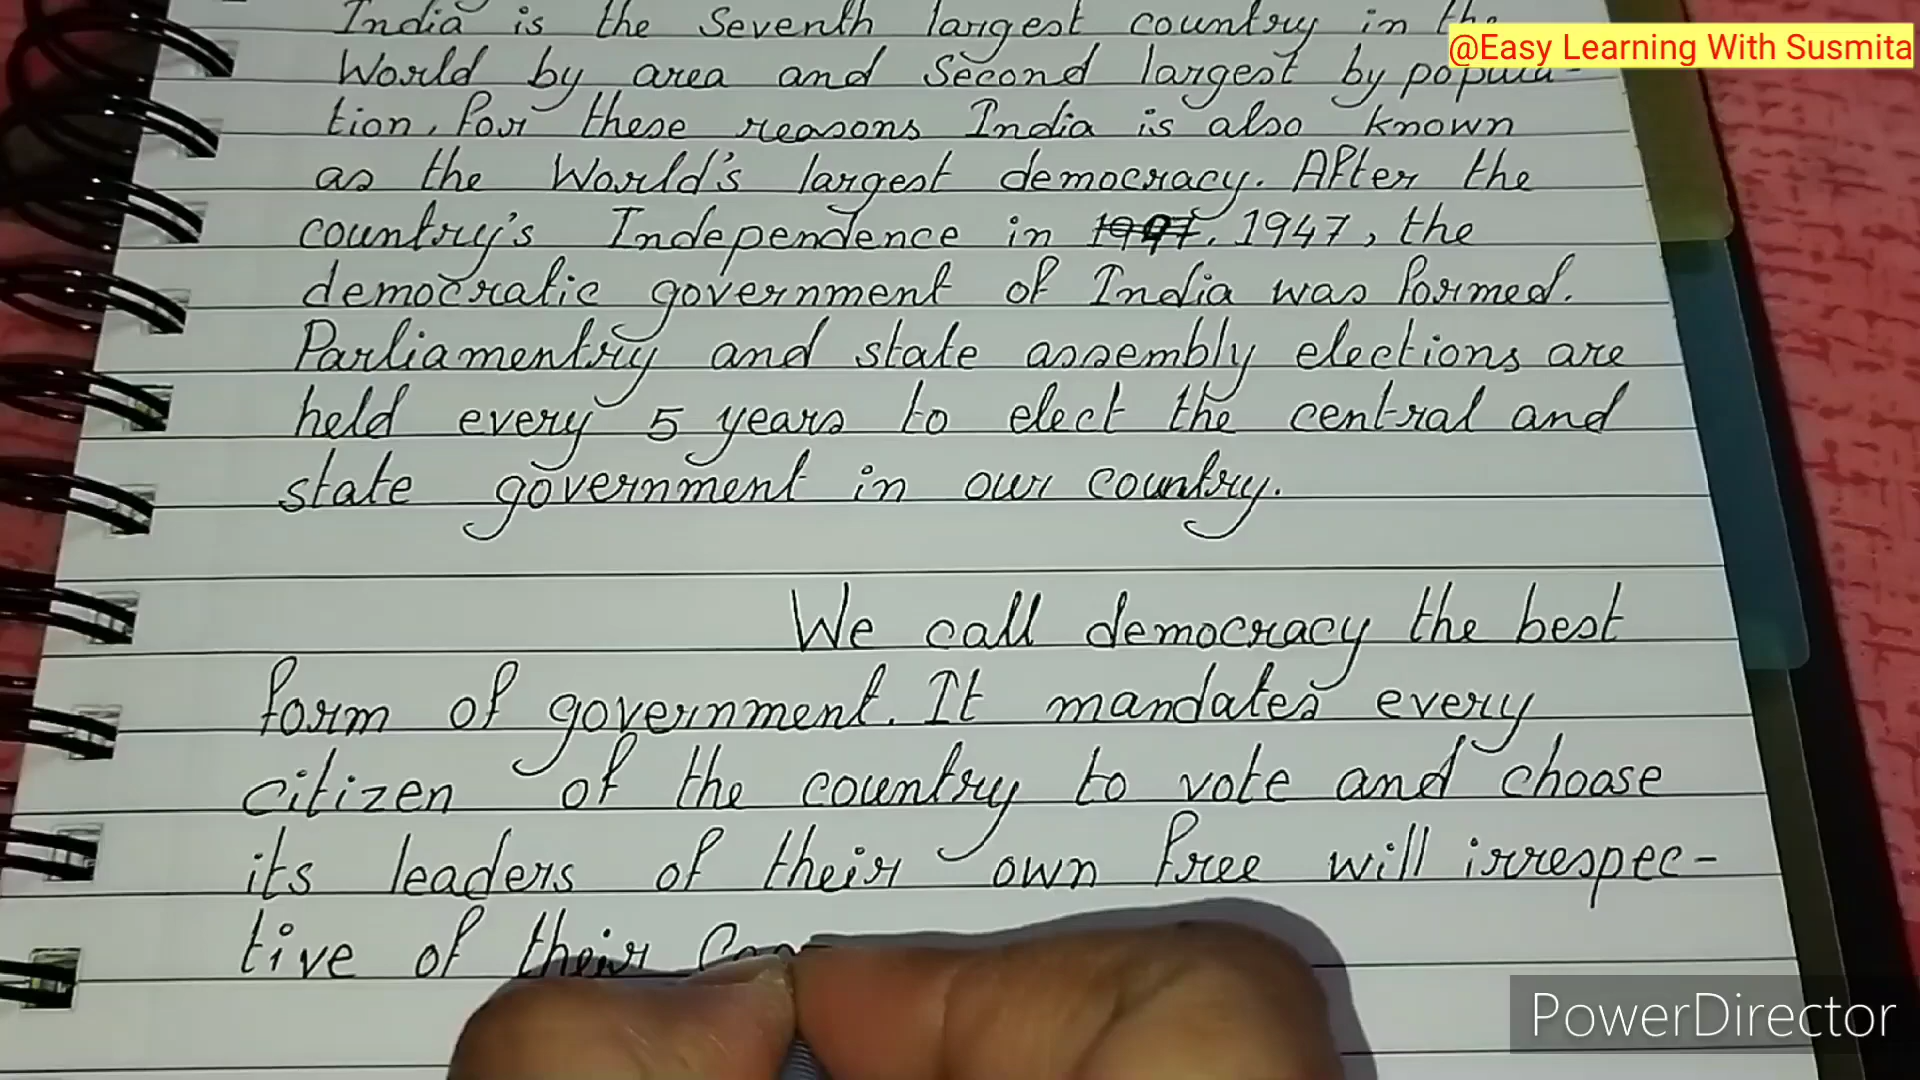 India is the Seventh largest country in the
@Easy Learning With Susmita
World by area and Second largest by popula-
tion. For these reasons India is also known
as the World's largest democracy. After the
country's Independence in 1947, the
democratic government of India was formed.
Parliamentry and state assembly elections are
held every 5 years to elect the central and
state government in our country.
We call democracy the best
form of government. It mandates every
citizen of the country to vote and choose
its leaders of their own free will irrespec-
tive of their
PowerDirector